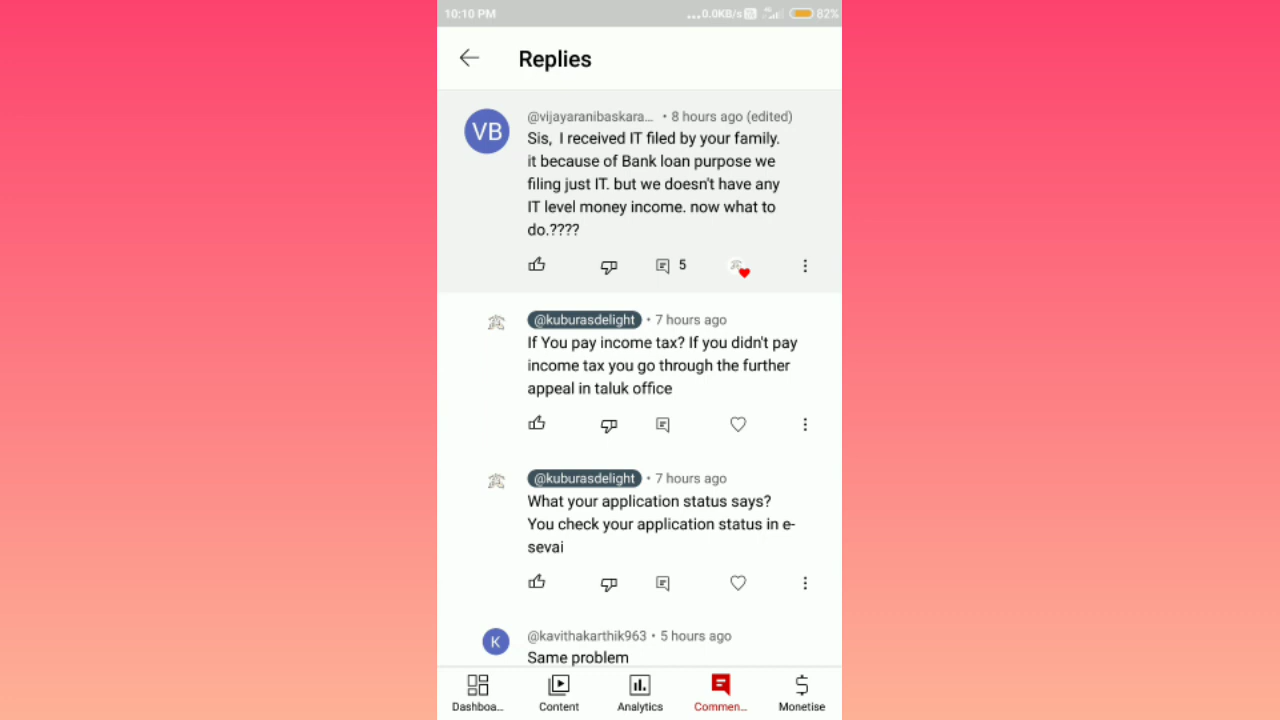 10:10 PM ...0.0KB/s 82%
Replies
VB
@vijayaranibaskara... • 8 hours ago (edited)
Sis, I received IT filed by your family.
it because of Bank loan purpose we
filing just IT. but we doesn't have any
IT level money income. now what to
do.????
5
@kuburasdelight • 7 hours ago
If You pay income tax? If you didn't pay
income tax you go through the further
appeal in taluk office
@kuburasdelight • 7 hours ago
What your application status says?
You check your application status in e-
sevai
K
@kavithakarthik963 • 5 hours ago
Same problem
Dashboa... Content Analytics Commen... Monetise